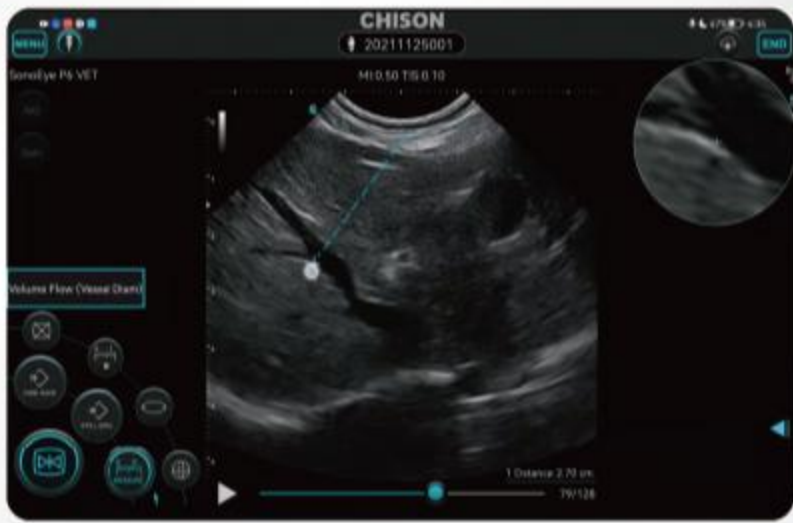 CHISON
MENU
20211125001
END
SonoEye P6 VET
MI 0.50 TIS 0.10
Volume Flow (Vessel Diam)
1 Distance 2.70 cm
79/128